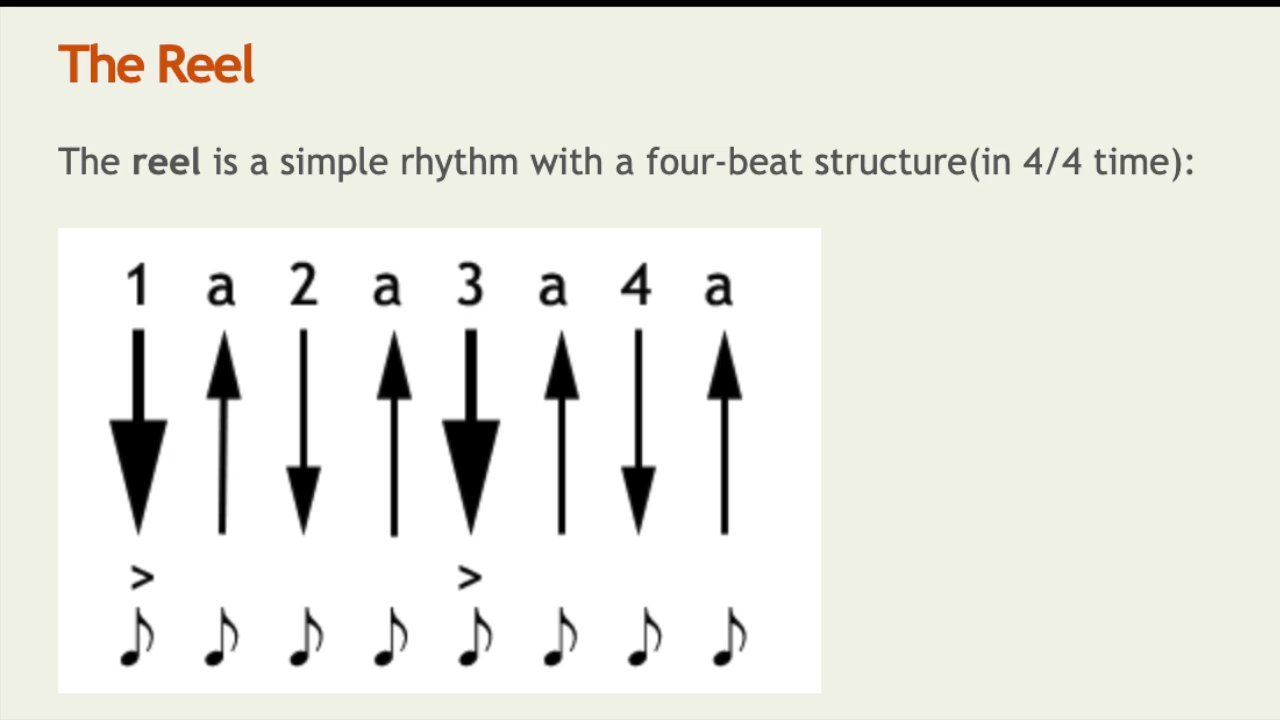 The Reel
The reel is a simple rhythm with a four-beat structure(in 4/4 time):
1 a 2 a 3 a 4 a
> >